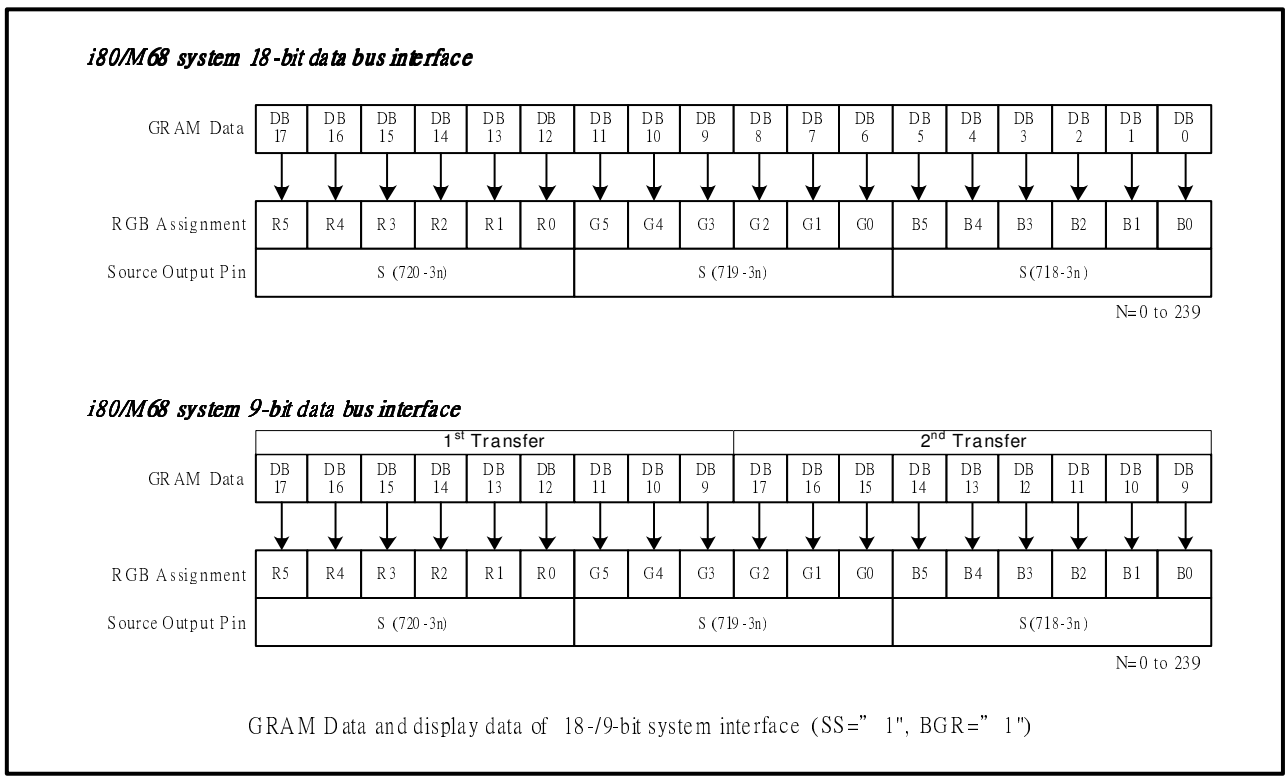 i80/M68 system 18-bit data bus interface
GRAM Data DB 17 DB 16 DB 15 DB 14 DB 13 DB 12 DB 11 DB 10 DB 9 DB 8 DB 7 DB 6 DB 5 DB 4 DB 3 DB 2 DB 1 DB 0
RGB Assignment R5 R4 R3 R2 R1 R0 G5 G4 G3 G2 G1 G0 B5 B4 B3 B2 B1 B0
Source Output Pin S (720-3n) S (719-3n) S(718-3n)
N=0 to 239
i80/M68 system 9-bit data bus interface
1st Transfer 2nd Transfer
GRAM Data DB 17 DB 16 DB 15 DB 14 DB 13 DB 12 DB 11 DB 10 DB 9 DB 17 DB 16 DB 15 DB 14 DB 13 DB 12 DB 11 DB 10 DB 9
RGB Assignment R5 R4 R3 R2 R1 R0 G5 G4 G3 G2 G1 G0 B5 B4 B3 B2 B1 B0
Source Output Pin S (720-3n) S (719-3n) S(718-3n)
N=0 to 239
GRAM Data and display data of 18-/9-bit system interface (SS=” 1", BGR=” 1")